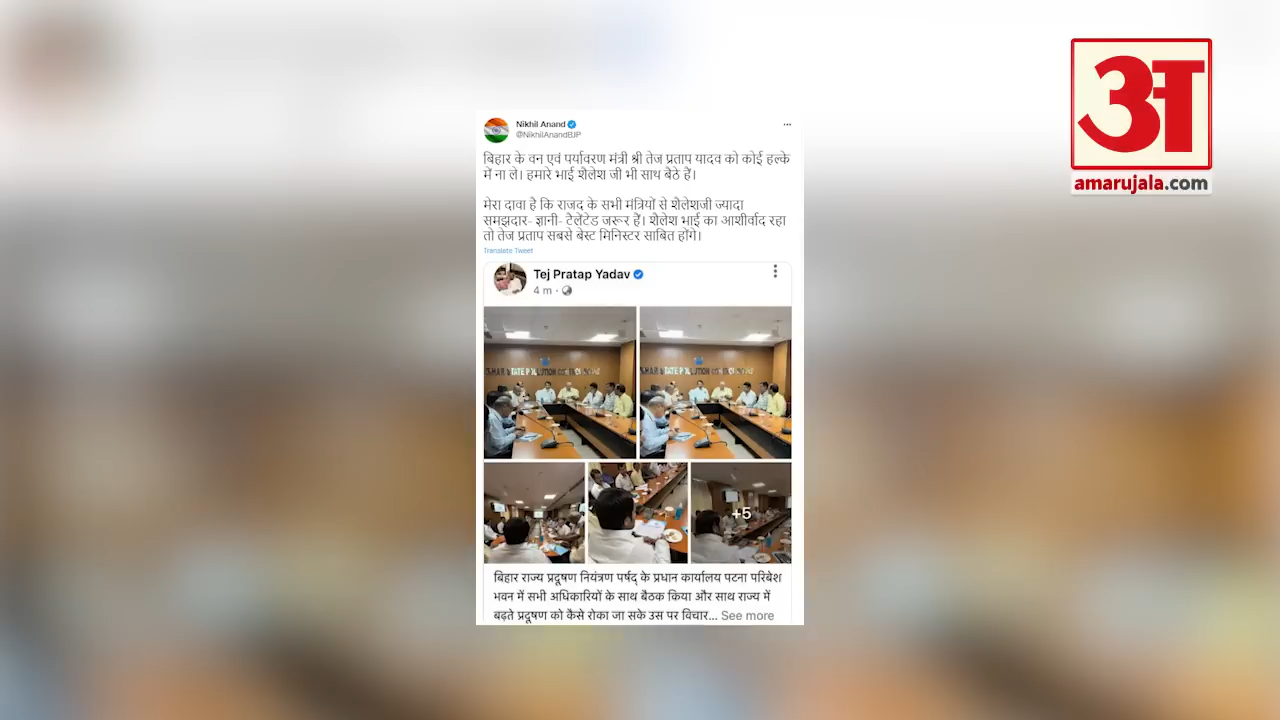 अ
amarujala.com
Nikhil Anand
@NikhilAnandBJP
बिहार के वन एवं पर्यावरण मंत्री श्री तेज प्रताप यादव को कोई हल्के
में ना ले। हमारे भाई शैलेश जी भी साथ बैठे हैं।
मेरा दावा है कि राजद के सभी मंत्रियों से शैलेशजी ज्यादा
समझदार- ज्ञानी- टेलेंटेड जरूर हैं। शैलेश भाई का आशीर्वाद रहा
तो तेज प्रताप सबसे बेस्ट मिनिस्टर साबित होंगे।
Translate Tweet
Tej Pratap Yadav
4 m ·
+5
बिहार राज्य प्रदूषण नियंत्रण पर्षद् के प्रधान कार्यालय पटना परिबेश
भवन में सभी अधिकारियों के साथ बैठक किया और साथ राज्य में
बढ़ते प्रदूषण को कैसे रोका जा सके उस पर विचार... See more